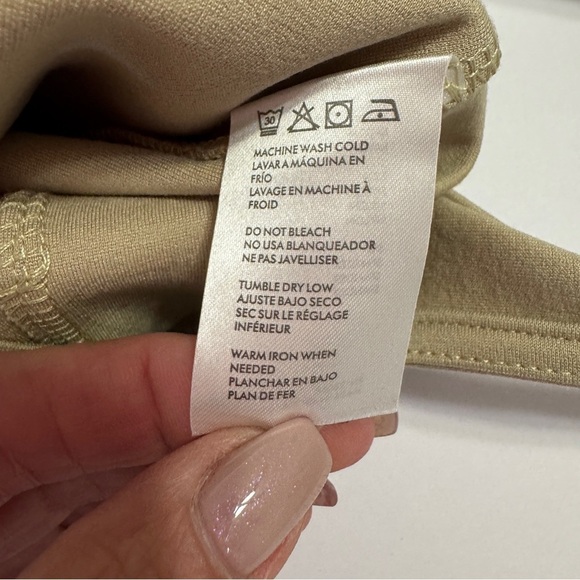 30
MACHINE WASH COLD
LAVAR A MÁQUINA EN
FRÍO
LAVAGE EN MACHINE À
FROID
DO NOT BLEACH
NO USA BLANQUEADOR
NE PAS JAVELLISER
TUMBLE DRY LOW
AJUSTE BAJO SECO
SEC SUR LE RÉGLAGE
INFÉRIEUR
WARM IRON WHEN
NEEDED
PLANCHAR EN BAJO
PLAN DE FER